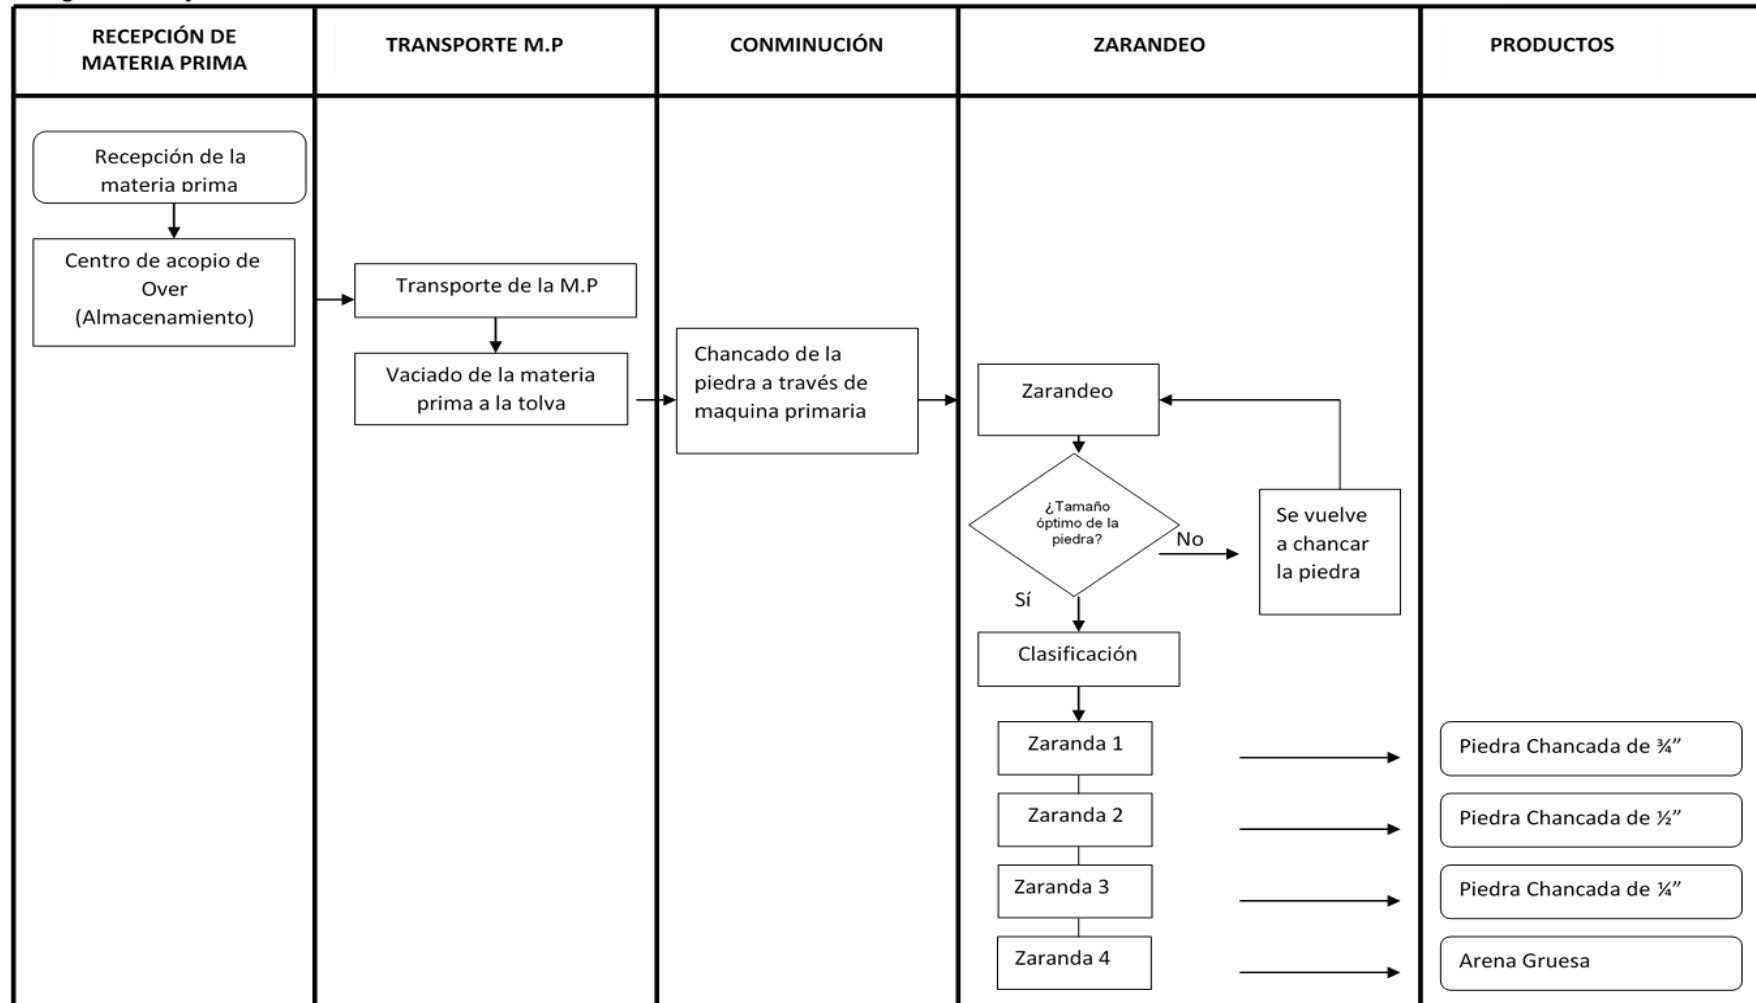 RECEPCIÓN DE
MATERIA PRIMA
TRANSPORTE M.P
CONMINUCIÓN
ZARANDEO
PRODUCTOS
Recepción de la
materia prima
Centro de acopio de
Over
(Almacenamiento)
Transporte de la M.P
Vaciado de la materia
prima a la tolva
Chancado de la
piedra a través de
maquina primaria
Zarandeo
¿Tamaño
óptimo de la
piedra?
No
Se vuelve
a chancar
la piedra
Sí
Clasificación
Zaranda 1
Piedra Chancada de ¾”
Zaranda 2
Piedra Chancada de ½”
Zaranda 3
Piedra Chancada de ¼”
Zaranda 4
Arena Gruesa